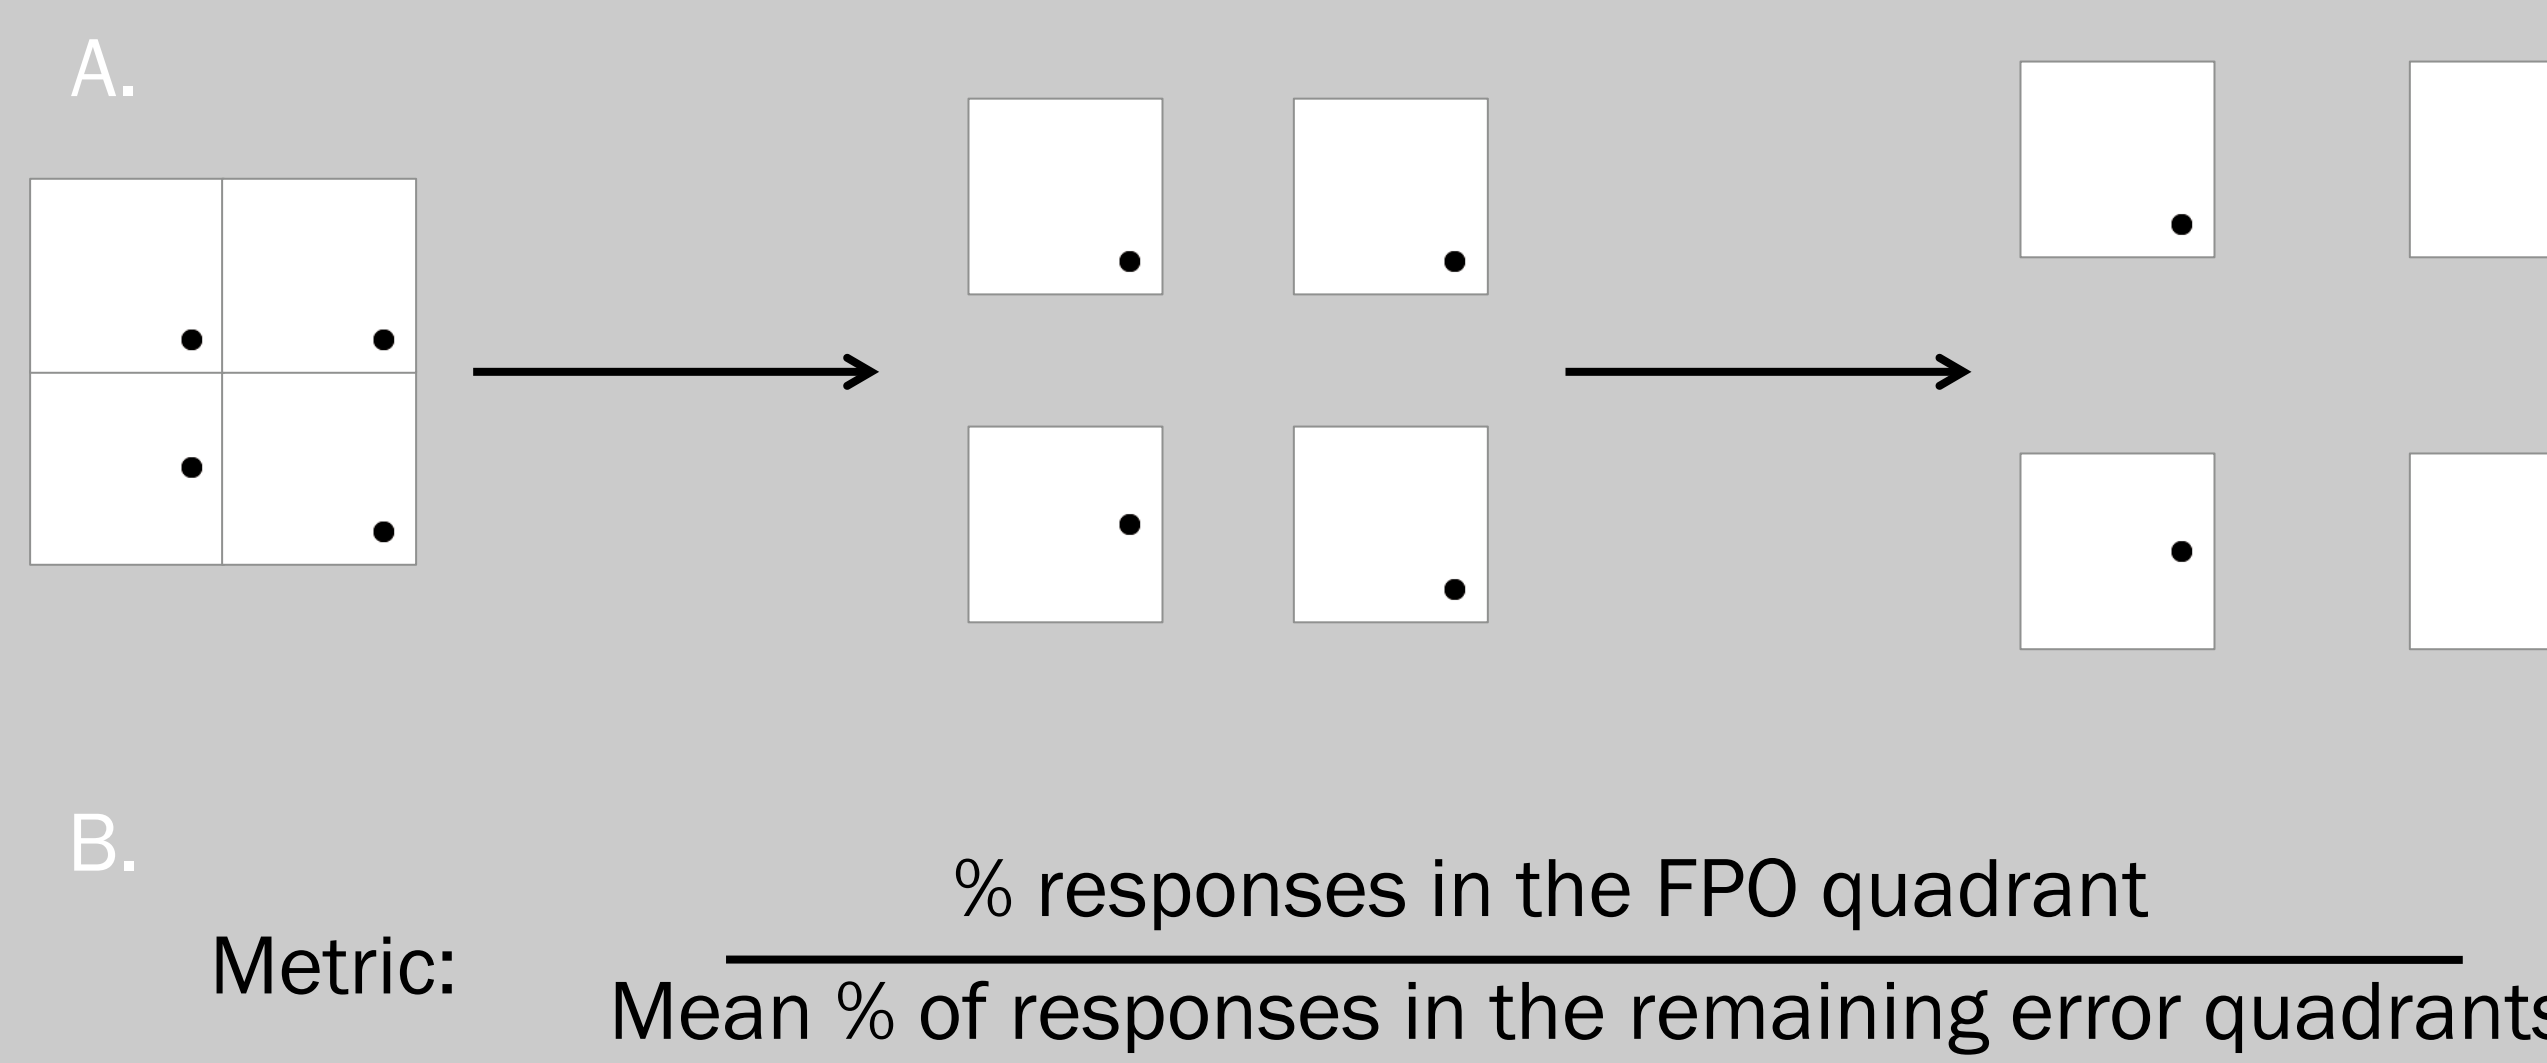 A.
B.
% responses in the FPO quadrant
Metric:
Mean % of responses in the remaining error quadrants